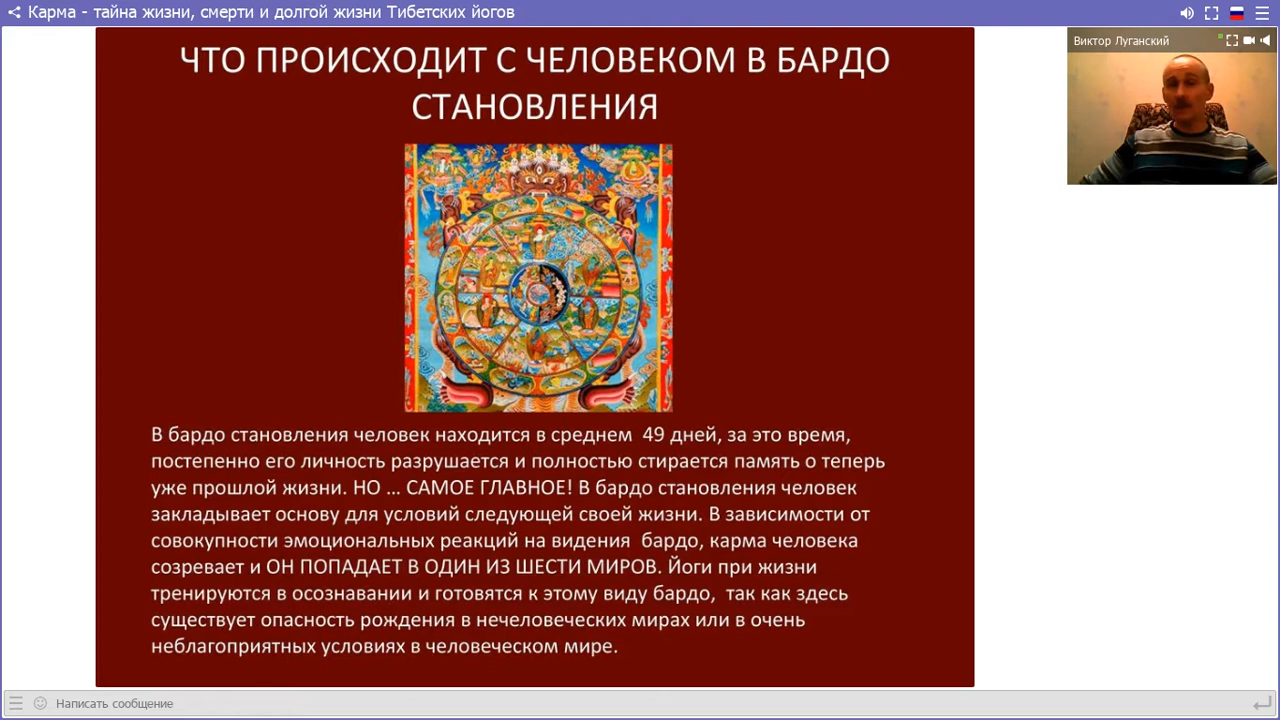 Карма - тайна жизни, смерти и долгой жизни Тибетских йогов
Виктор Луганский
ЧТО ПРОИСХОДИТ С ЧЕЛОВЕКОМ В БАРДО
СТАНОВЛЕНИЯ
В бардо становления человек находится в среднем 49 дней, за это время,
постепенно его личность разрушается и полностью стирается память о теперь
уже прошлой жизни. НО ... САМОЕ ГЛАВНОЕ! В бардо становления человек
закладывает основу для условий следующей своей жизни. В зависимости от
совокупности эмоциональных реакций на видения бардо, карма человека
созревает и ОН ПОПАДАЕТ В ОДИН ИЗ ШЕСТИ МИРОВ. Йоги при жизни
тренируются в осознавании и готовятся к этому виду бардо, так как здесь
существует опасность рождения в нечеловеческих мирах или в очень
неблагоприятных условиях в человеческом мире.
Написать сообщение